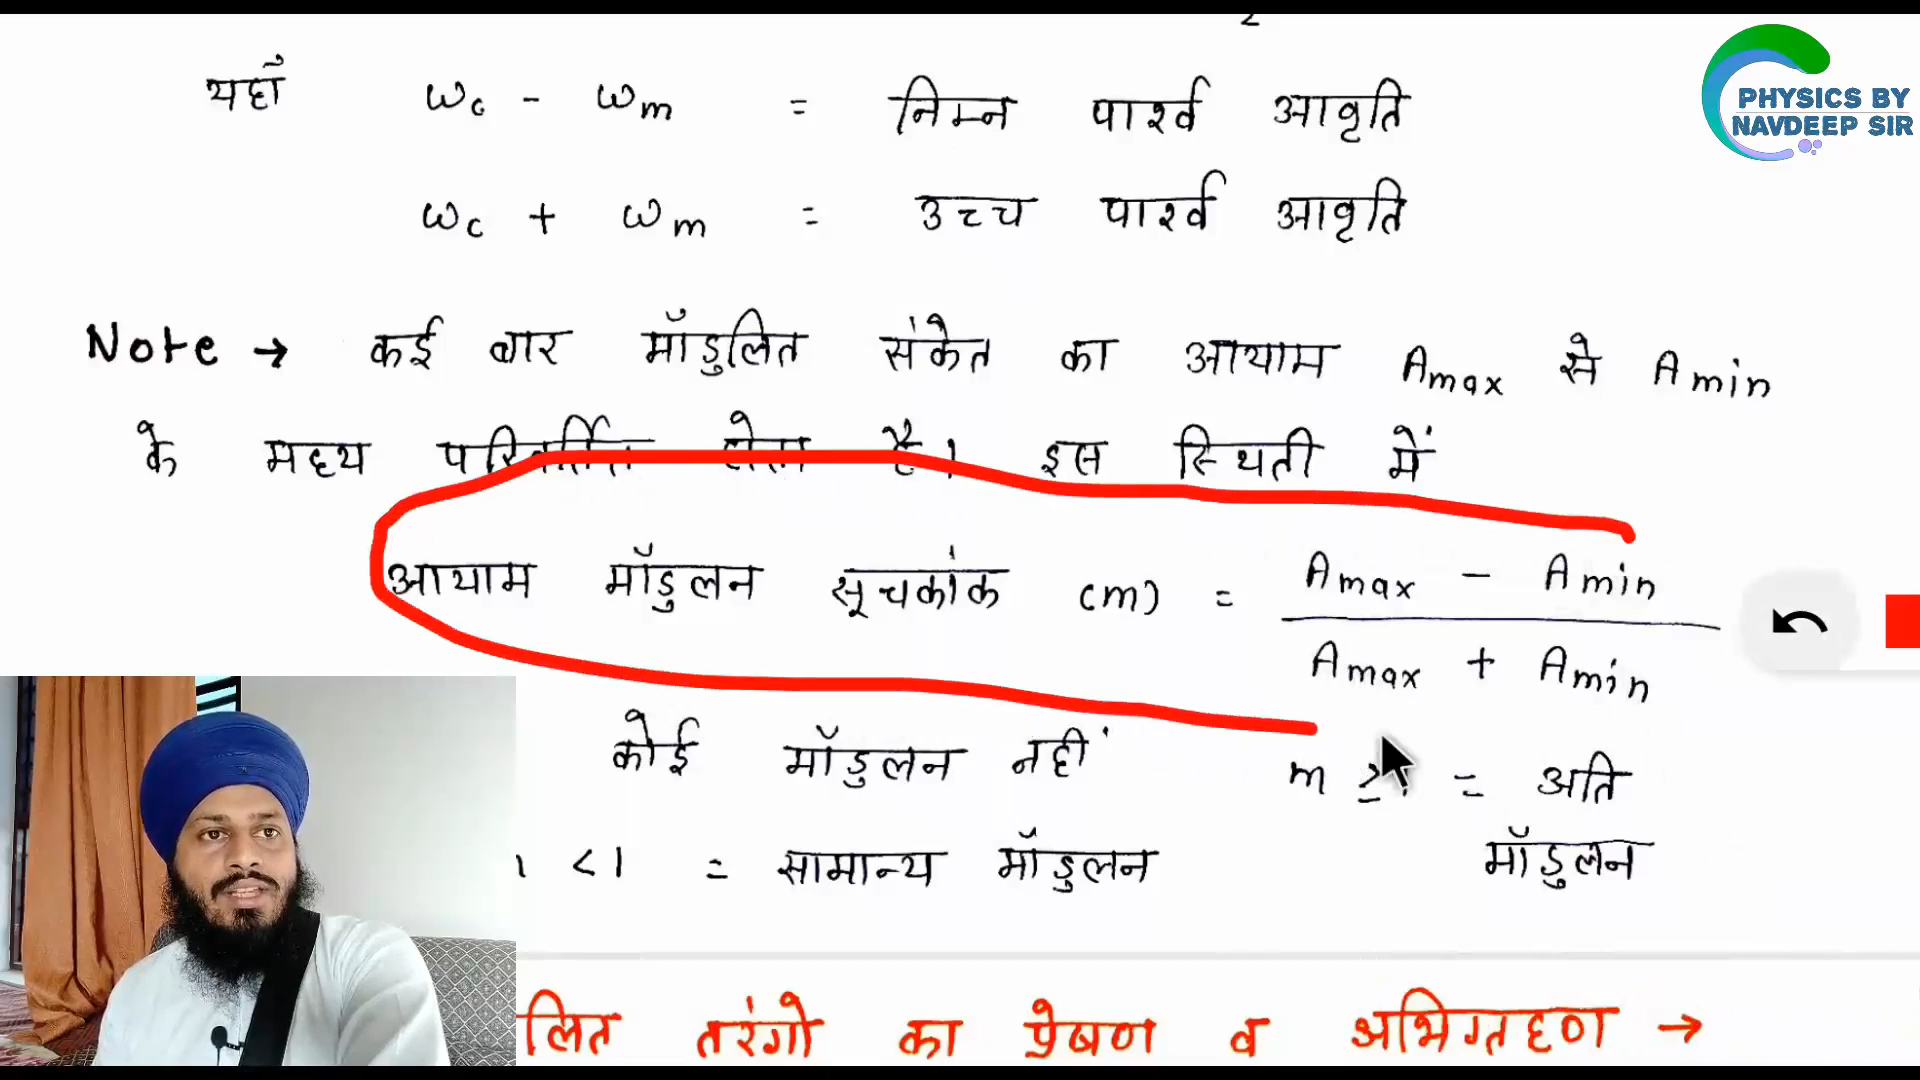 PHYSICS BY
NAVDEEP SIR
यहाँ ωc - ωm = निम्न पार्श्व आवृति
ωc + ωm = उच्च पार्श्व आवृति
Note → कई बार मॉडुलित संकेत का आयाम Amax से Amin
के मध्य परिवर्तित होता है। इस स्थिती में
आयाम मॉडुलन सूचकांक (m) = Amax - Amin
Amax + Amin
कोई मॉडुलन नहीं m = अति
<1 = सामान्य मॉडुलन मॉडुलन
लित तरंगो का प्रेषण व अभिग्रहण →